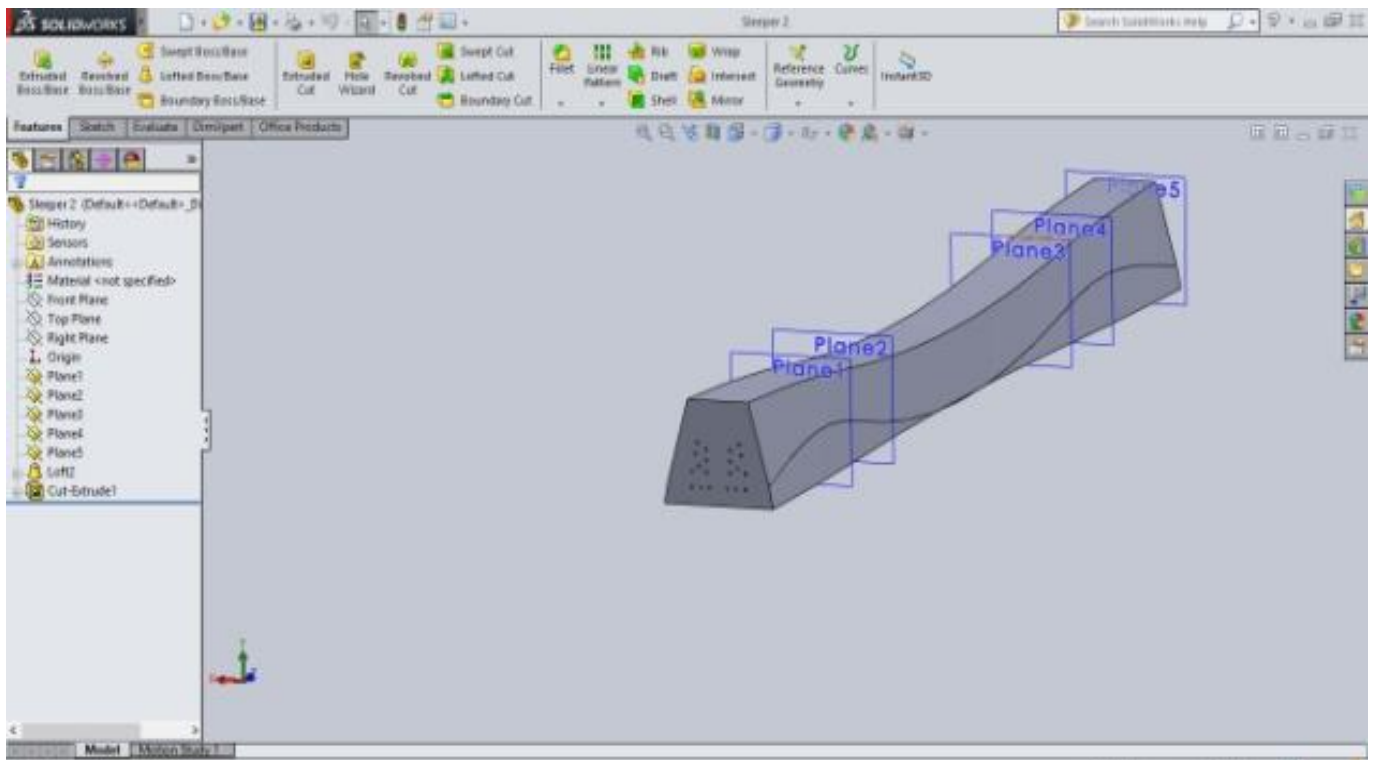 SOLIDWORKS
Sleeper 2
Search SolidWorks Help
Extruded Boss/Base
Revolved Boss/Base
Swept Boss/Base
Lofted Boss/Base
Boundary Boss/Base
Extruded Cut
Hole Wizard
Revolved Cut
Swept Cut
Lofted Cut
Boundary Cut
Fillet
Linear Pattern
Rib
Draft
Shell
Wrap
Intersect
Mirror
Reference Geometry
Curves
Instant3D
Features
Sketch
Evaluate
DimXpert
Office Products
Sleeper 2 (Default<<Default>_Di
History
Sensors
Annotations
Material <not specified>
Front Plane
Top Plane
Right Plane
Origin
Plane1
Plane2
Plane3
Plane4
Plane5
Loft2
Cut-Extrude1
Plane5
Plane4
Plane3
Plane2
Plane1
Model
Motion Study 1